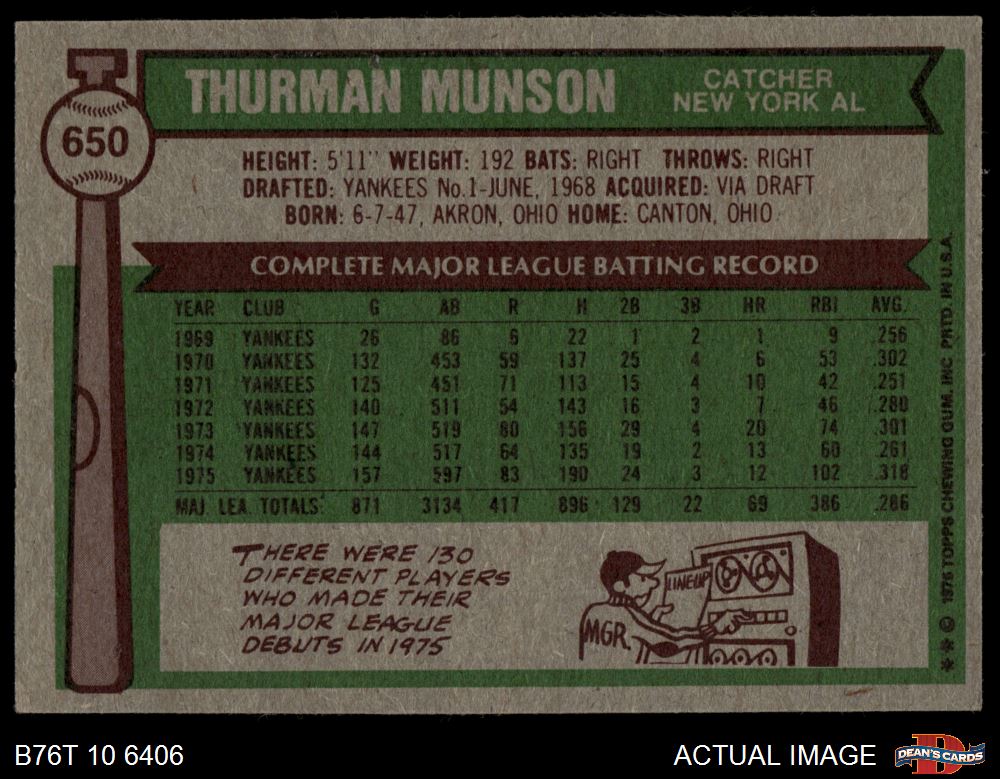 650
THURMAN MUNSON
CATCHER
NEW YORK AL
HEIGHT: 5'11" WEIGHT: 192 BATS: RIGHT THROWS: RIGHT
DRAFTED: YANKEES No.1-JUNE, 1968 ACQUIRED: VIA DRAFT
BORN: 6-7-47, AKRON, OHIO HOME: CANTON, OHIO
COMPLETE MAJOR LEAGUE BATTING RECORD
YEAR CLUB G AB R H 2B 3B HR RBI AVG.
1969 YANKEES 26 86 6 22 1 2 1 9 .256
1970 YANKEES 132 453 59 137 25 4 6 53 .302
1971 YANKEES 125 451 71 113 15 4 10 42 .251
1972 YANKEES 140 511 54 143 16 3 7 46 .280
1973 YANKEES 147 519 80 156 29 4 20 74 .301
1974 YANKEES 144 517 64 135 19 2 13 60 .261
1975 YANKEES 157 597 83 190 24 3 12 102 .318
MAJ. LEA. TOTALS: 871 3134 417 896 129 22 69 386 .286
THERE WERE 130
DIFFERENT PLAYERS
WHO MADE THEIR
MAJOR LEAGUE
DEBUTS IN 1975
LINEUP
MGR.
* * © 1976 TOPPS CHEWING GUM, INC. PRTD. IN U.S.A.
B76T 10 6406
ACTUAL IMAGE
D
DEAN'S CARDS